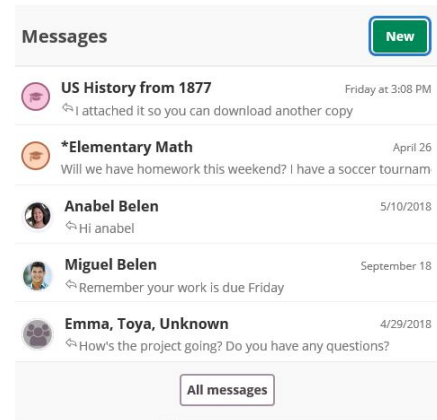 Messages
New
US History from 1877
Friday at 3:08 PM
I attached it so you can download another copy
*Elementary Math
April 26
Will we have homework this weekend? I have a soccer tournam
Anabel Belen
5/10/2018
Hi anabel
Miguel Belen
September 18
Remember your work is due Friday
Emma, Toya, Unknown
4/29/2018
How's the project going? Do you have any questions?
All messages